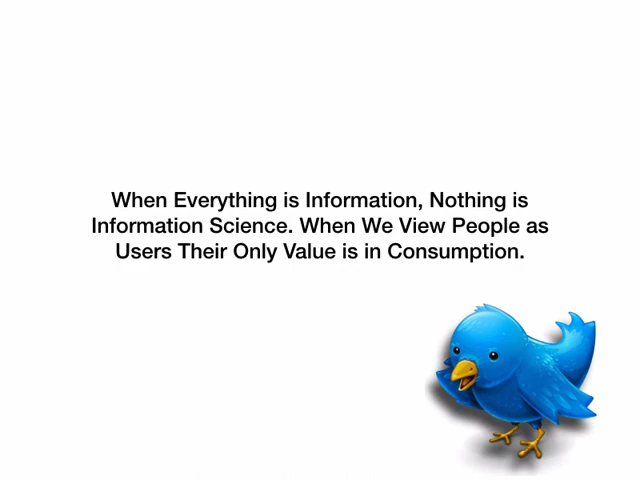 When Everything is Information, Nothing is
Information Science. When We View People as
Users Their Only Value is in Consumption.